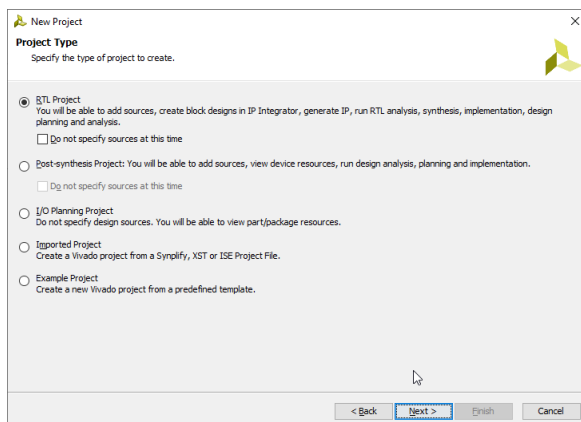 New Project
Project Type
Specify the type of project to create.
RTL Project
You will be able to add sources, create block designs in IP Integrator, generate IP, run RTL analysis, synthesis, implementation, design
planning and analysis.
Do not specify sources at this time
Post-synthesis Project: You will be able to add sources, view device resources, run design analysis, planning and implementation.
Do not specify sources at this time
I/O Planning Project
Do not specify design sources. You will be able to view part/package resources.
Imported Project
Create a Vivado project from a Synplify, XST or ISE Project File.
Example Project
Create a new Vivado project from a predefined template.
< Back Next > Finish Cancel